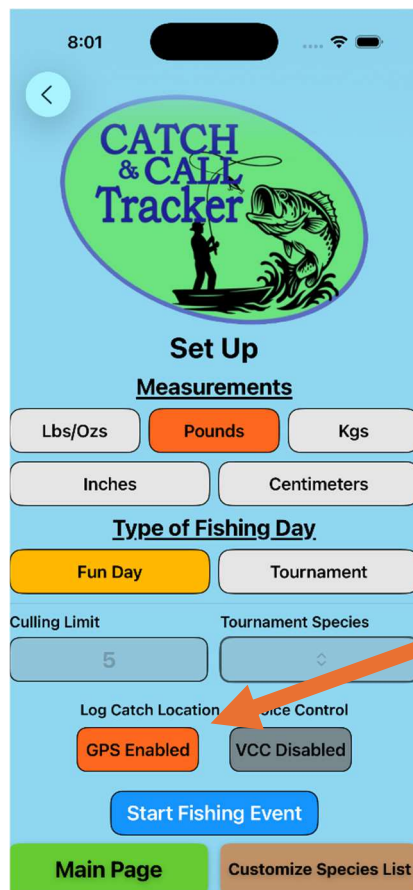 8:01
CATCH
& CALL
Tracker
Set Up
Measurements
Lbs/Ozs Pounds Kgs
Inches Centimeters
Type of Fishing Day
Fun Day Tournament
Culling Limit Tournament Species
5
Log Catch Location Control
GPS Enabled VCC Disabled
Start Fishing Event
Main Page Customize Species List